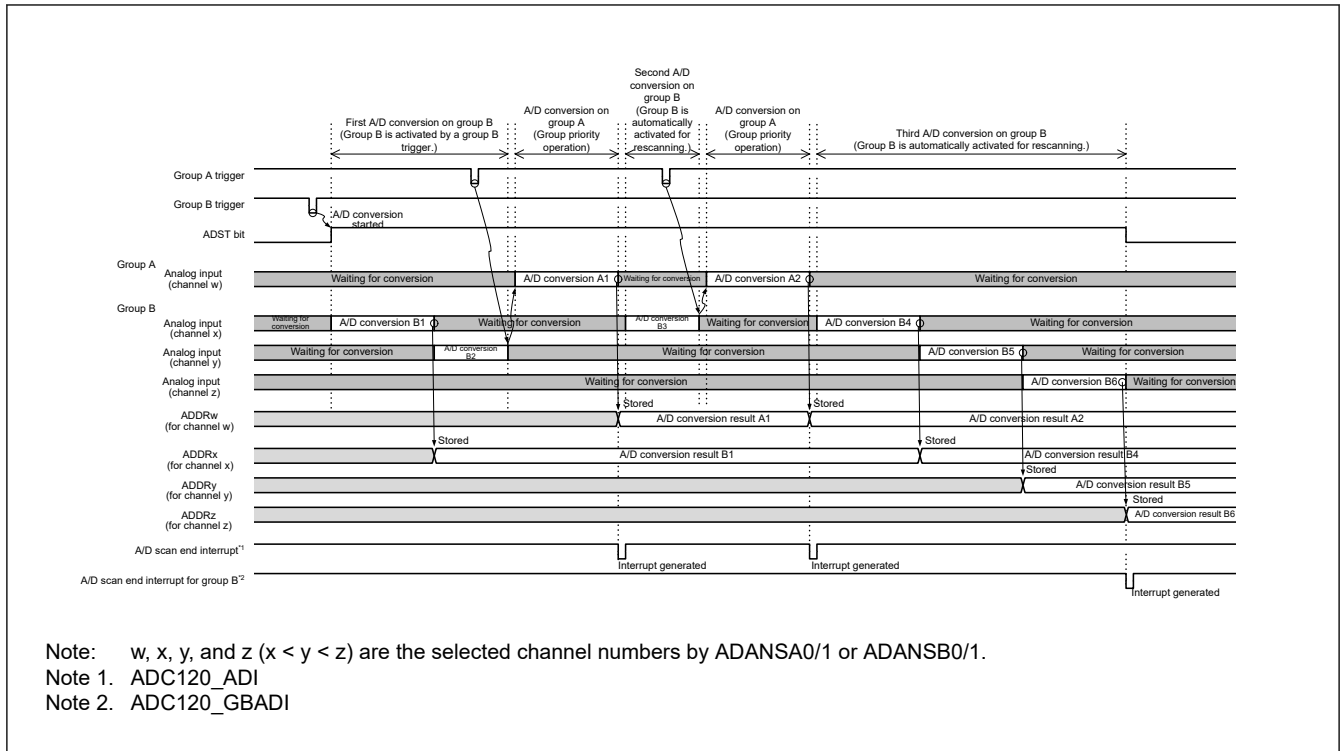 Second A/D
conversion on
group B
(Group B is
automatically
activated for
rescanning.)
First A/D conversion on group B
(Group B is activated by a group B
trigger.)
A/D conversion on
group A
(Group priority
operation)
A/D conversion on
group A
(Group priority
operation)
Third A/D conversion on group B
(Group B is automatically activated for rescanning.)
Group A trigger
Group B trigger
A/D conversion
started
ADST bit
Group A
Analog input
(channel w)
Waiting for conversion
A/D conversion A1
Waiting for conversion
A/D conversion A2
Waiting for conversion
Group B
Analog input
(channel x)
Waiting for
conversion
A/D conversion B1
Waiting for conversion
A/D conversion
B3
Waiting for conversion
A/D conversion B4
Waiting for conversion
Analog input
(channel y)
Waiting for conversion
A/D conversion
B2
Waiting for conversion
A/D conversion B5
Waiting for conversion
Analog input
(channel z)
Waiting for conversion
A/D conversion B6
Waiting for conversion
Stored
Stored
ADDRw
(for channel w)
A/D conversion result A1
A/D conversion result A2
Stored
Stored
ADDRx
(for channel x)
A/D conversion result B1
A/D conversion result B4
Stored
ADDRy
(for channel y)
A/D conversion result B5
Stored
ADDRz
(for channel z)
A/D conversion result B6
A/D scan end interrupt*1
Interrupt generated
Interrupt generated
A/D scan end interrupt for group B*2
Interrupt generated
Note: w, x, y, and z (x < y < z) are the selected channel numbers by ADANSA0/1 or ADANSB0/1.
Note 1. ADC120_ADI
Note 2. ADC120_GBADI